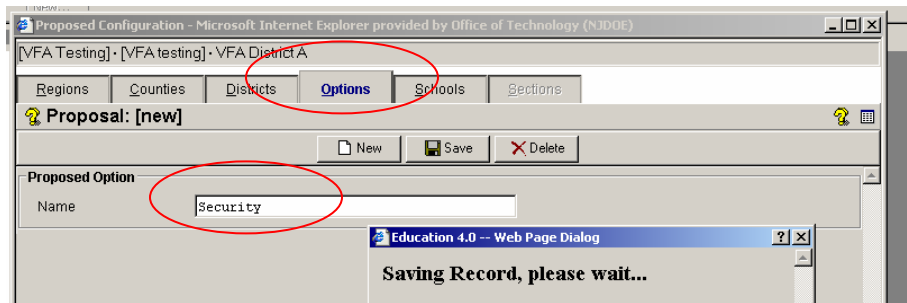 New...
Proposed Configuration - Microsoft Internet Explorer provided by Office of Technology (NJDOE)
[VFA Testing] · [VFA testing] · VFA District A
Regions Counties Districts Options Schools Sections
Proposal: [new]
New Save Delete
Proposed Option
Name Security
Education 4.0 -- Web Page Dialog
Saving Record, please wait...